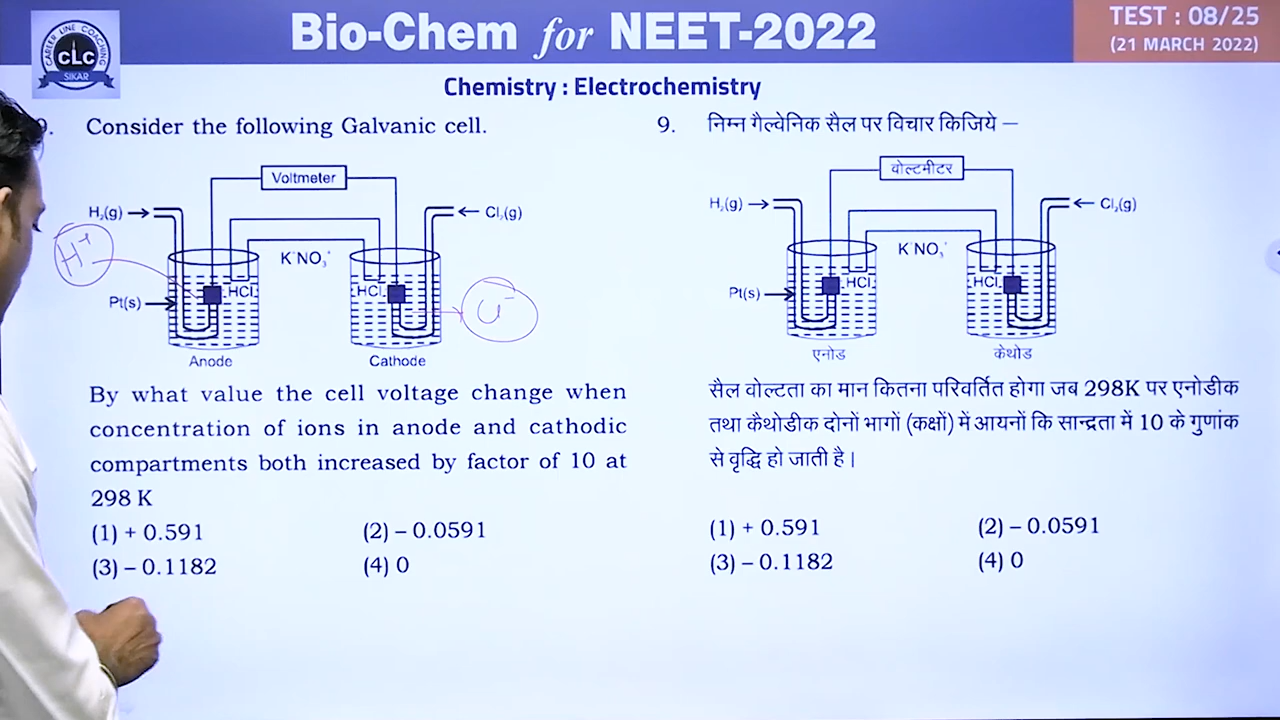 CAREER LINE COACHING
CLC
SIKAR
Bio-Chem for NEET-2022
TEST : 08/25
(21 MARCH 2022)
Chemistry : Electrochemistry
9. Consider the following Galvanic cell.
Voltmeter
H₂(g)
Cl₂(g)
K⁺NO₃⁺
H⁺
HCl
HCl
Pt(s)
Cl⁻
Anode
Cathode
By what value the cell voltage change when
concentration of ions in anode and cathodic
compartments both increased by factor of 10 at
298 K
(1) + 0.591 (2) – 0.0591
(3) – 0.1182 (4) 0
9. निम्न गैल्वेनिक सैल पर विचार किजिये —
वोल्टमीटर
H₂(g)
Cl₂(g)
K⁺NO₃⁺
HCl
HCl
Pt(s)
एनोड
केथोड
सैल वोल्टता का मान कितना परिवर्तित होगा जब 298K पर एनोडीक
तथा कैथोडीक दोनों भागों (कक्षों) में आयनों कि सान्द्रता में 10 के गुणांक
से वृद्धि हो जाती है।
(1) + 0.591 (2) – 0.0591
(3) – 0.1182 (4) 0